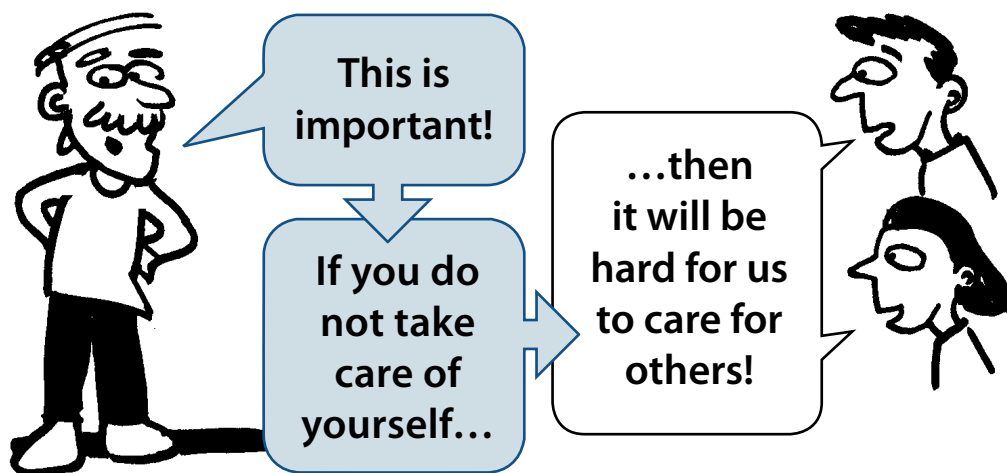 This is
important!
If you do
not take
care of
yourself…
…then
it will be
hard for us
to care for
others!